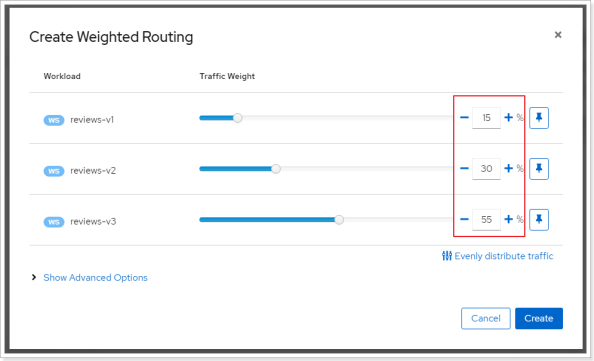 Create Weighted Routing ×
Workload Traffic Weight
WS reviews-v1 − 15 + %
WS reviews-v2 − 30 + %
WS reviews-v3 − 55 + %
Evenly distribute traffic
Show Advanced Options
Cancel Create